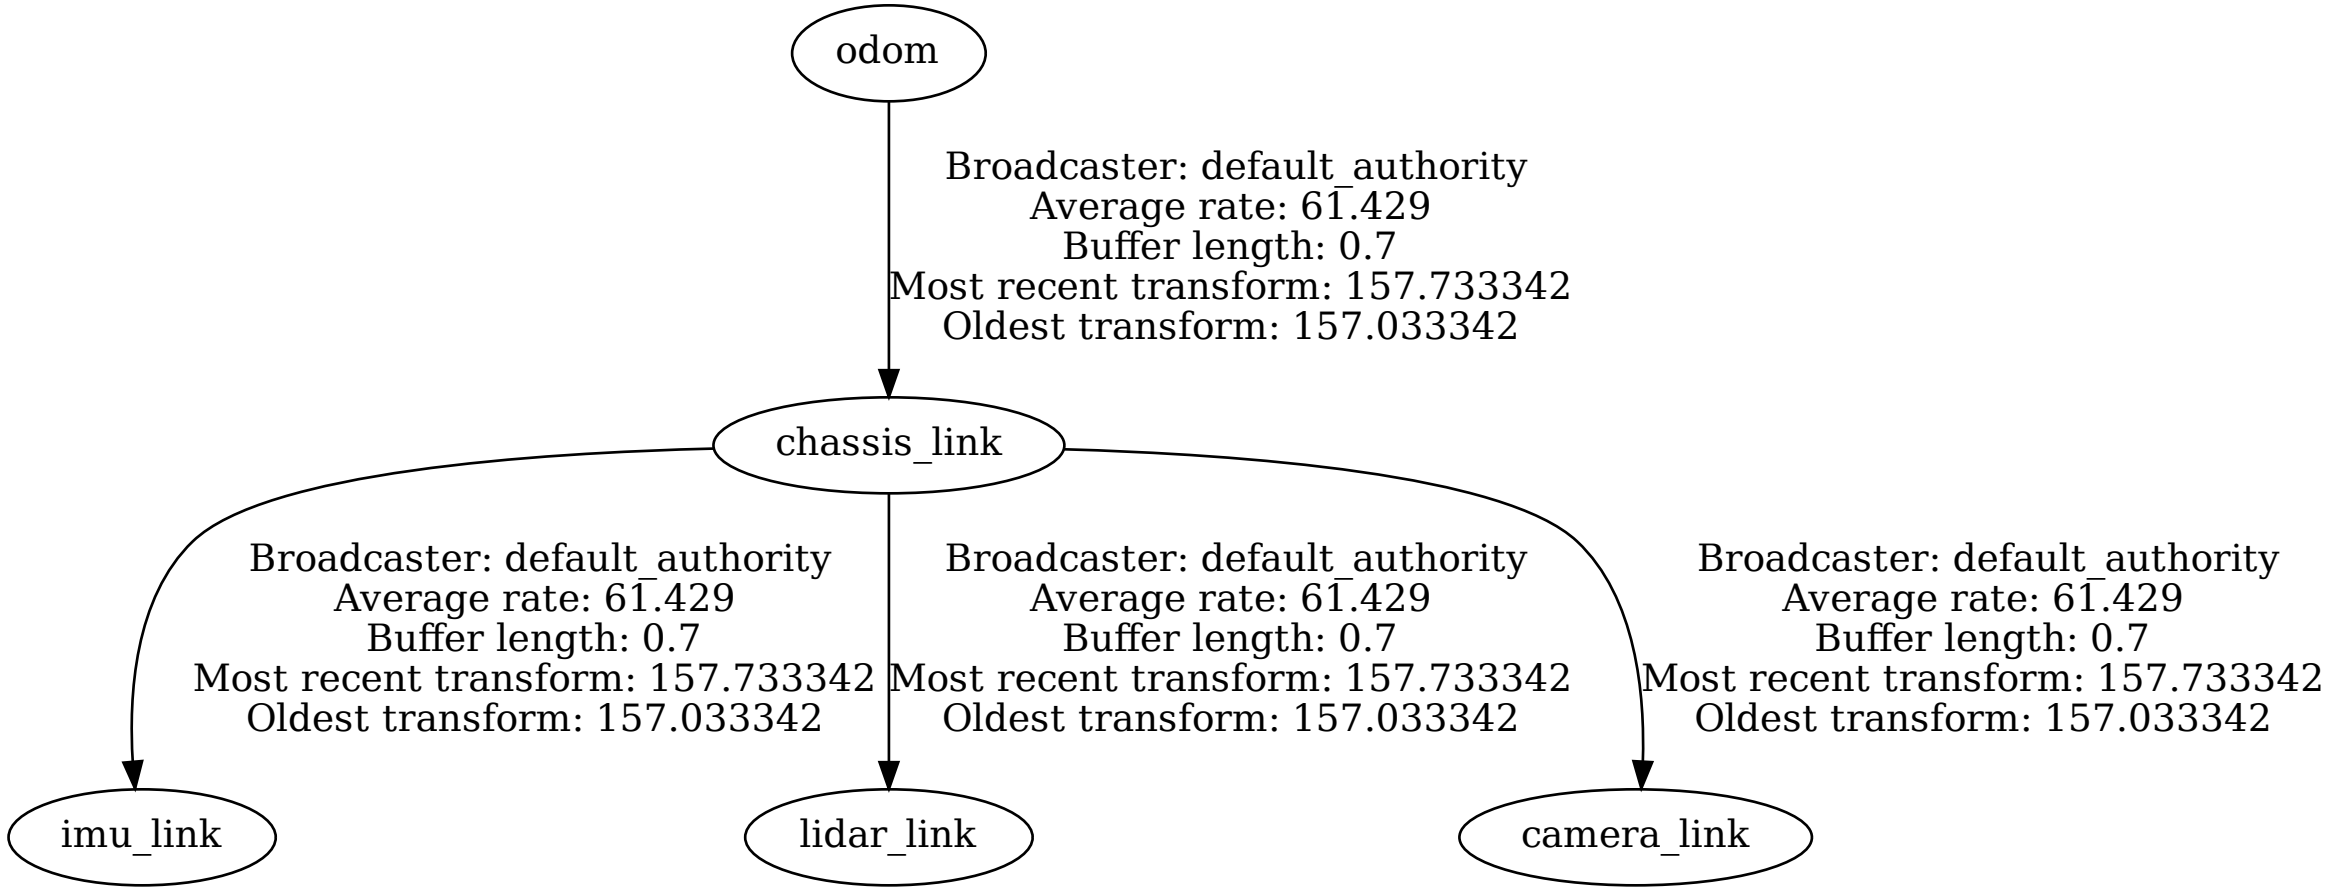 odom
Broadcaster: default_authority
Average rate: 61.429
Buffer length: 0.7
Most recent transform: 157.733342
Oldest transform: 157.033342
chassis_link
Broadcaster: default_authority
Average rate: 61.429
Buffer length: 0.7
Most recent transform: 157.733342
Oldest transform: 157.033342
Broadcaster: default_authority
Average rate: 61.429
Buffer length: 0.7
Most recent transform: 157.733342
Oldest transform: 157.033342
Broadcaster: default_authority
Average rate: 61.429
Buffer length: 0.7
Most recent transform: 157.733342
Oldest transform: 157.033342
imu_link
lidar_link
camera_link